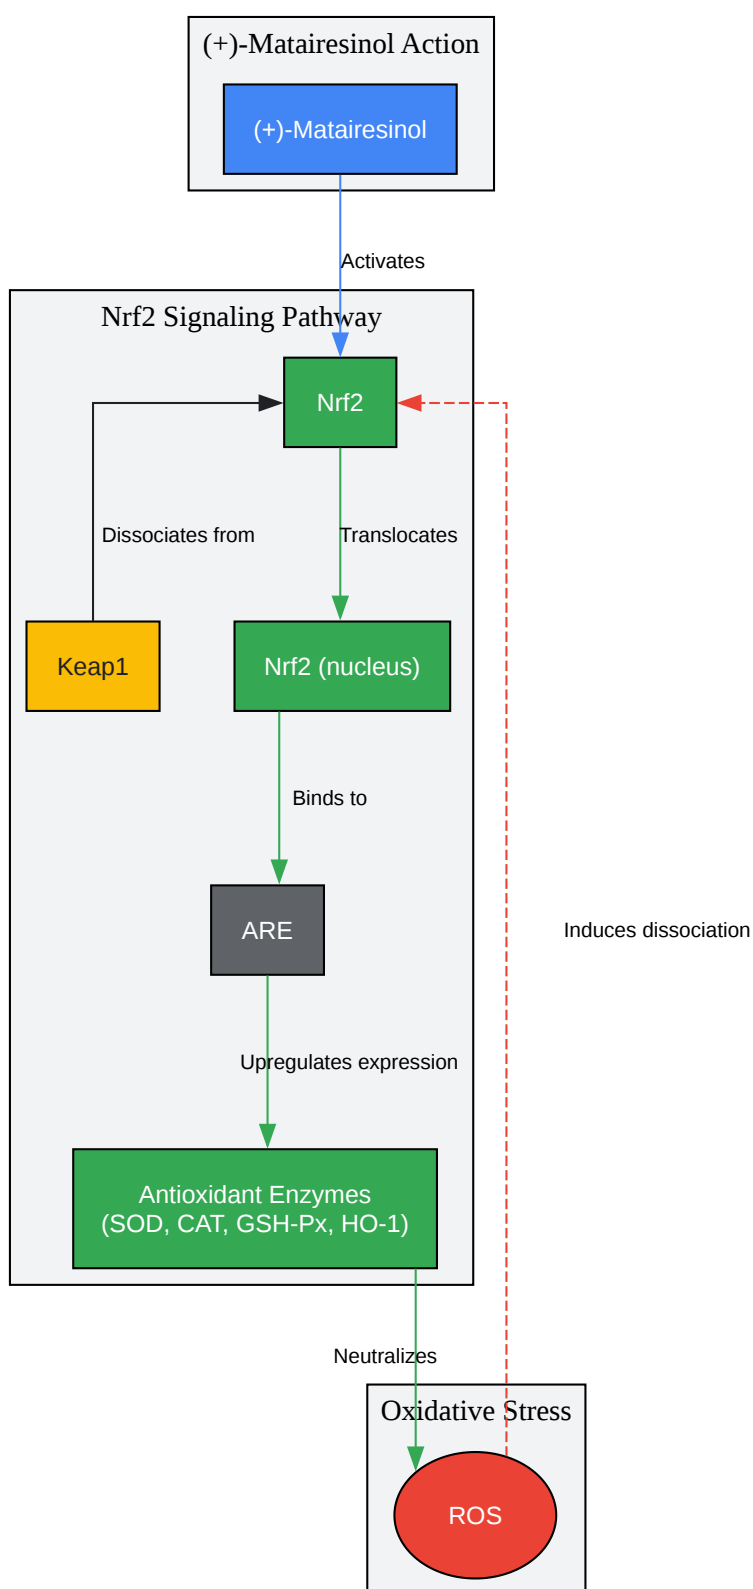 (+)-Matairesinol Action
(+)-Matairesinol
Activates
Nrf2 Signaling Pathway
Nrf2
Dissociates from
Translocates
Keap1
Nrf2 (nucleus)
Binds to
ARE
Induces dissociation
Upregulates expression
Antioxidant Enzymes
(SOD, CAT, GSH-Px, HO-1)
Neutralizes
Oxidative Stress
ROS